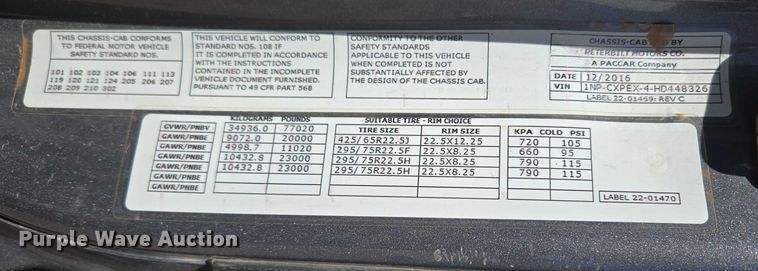 THIS CHASSIS-CAB CONFORMS
TO FEDERAL MOTOR VEHICLE
SAFETY STANDARD NOS.
101 102 103 104 106 111 113
119 120 121 124 205 206 207
208 209 210 302
THIS VEHICLE WILL CONFORM TO
STANDARD NOS. 108 IF
IT IS COMPLETED IN ACCORDANCE
WITH THE INSTRUCTIONS
CONTAINED IN THE INCOMPLETE
VEHICLE DOCUMENT FURNISHED.
PURSUANT TO 49 CFR PART 568
CONFORMITY TO THE OTHER
SAFETY STANDARDS
APPLICABLE TO THIS VEHICLE
WHEN COMPLETED IS NOT
SUBSTANTIALLY AFFECTED BY
THE DESIGN OF THE CHASSIS CAB.
CHASSIS-CAB BY
PETERBILT MOTORS CO.
A PACCAR Company
DATE 12/2016
VIN 1NP-CXPEX-4-HD448326
LABEL 22-01469: REV C
KILOGRAMS POUNDS SUITABLE TIRE - RIM CHOICE
TIRE SIZE RIM SIZE KPA COLD PSI
GVWR/PNBV 34936.0 77020
GAWR/PNBE 9072.0 20000 425/65R22.5J 22.5X12.25 720 105
GAWR/PNBE 4998.7 11020 295/75R22.5F 22.5X8.25 660 95
GAWR/PNBE 10432.8 23000 295/75R22.5H 22.5X8.25 790 115
GAWR/PNBE 10432.8 23000 295/75R22.5H 22.5X8.25 790 115
GAWR/PNBE
GAWR/PNBE
LABEL 22-01470
Purple Wave Auction